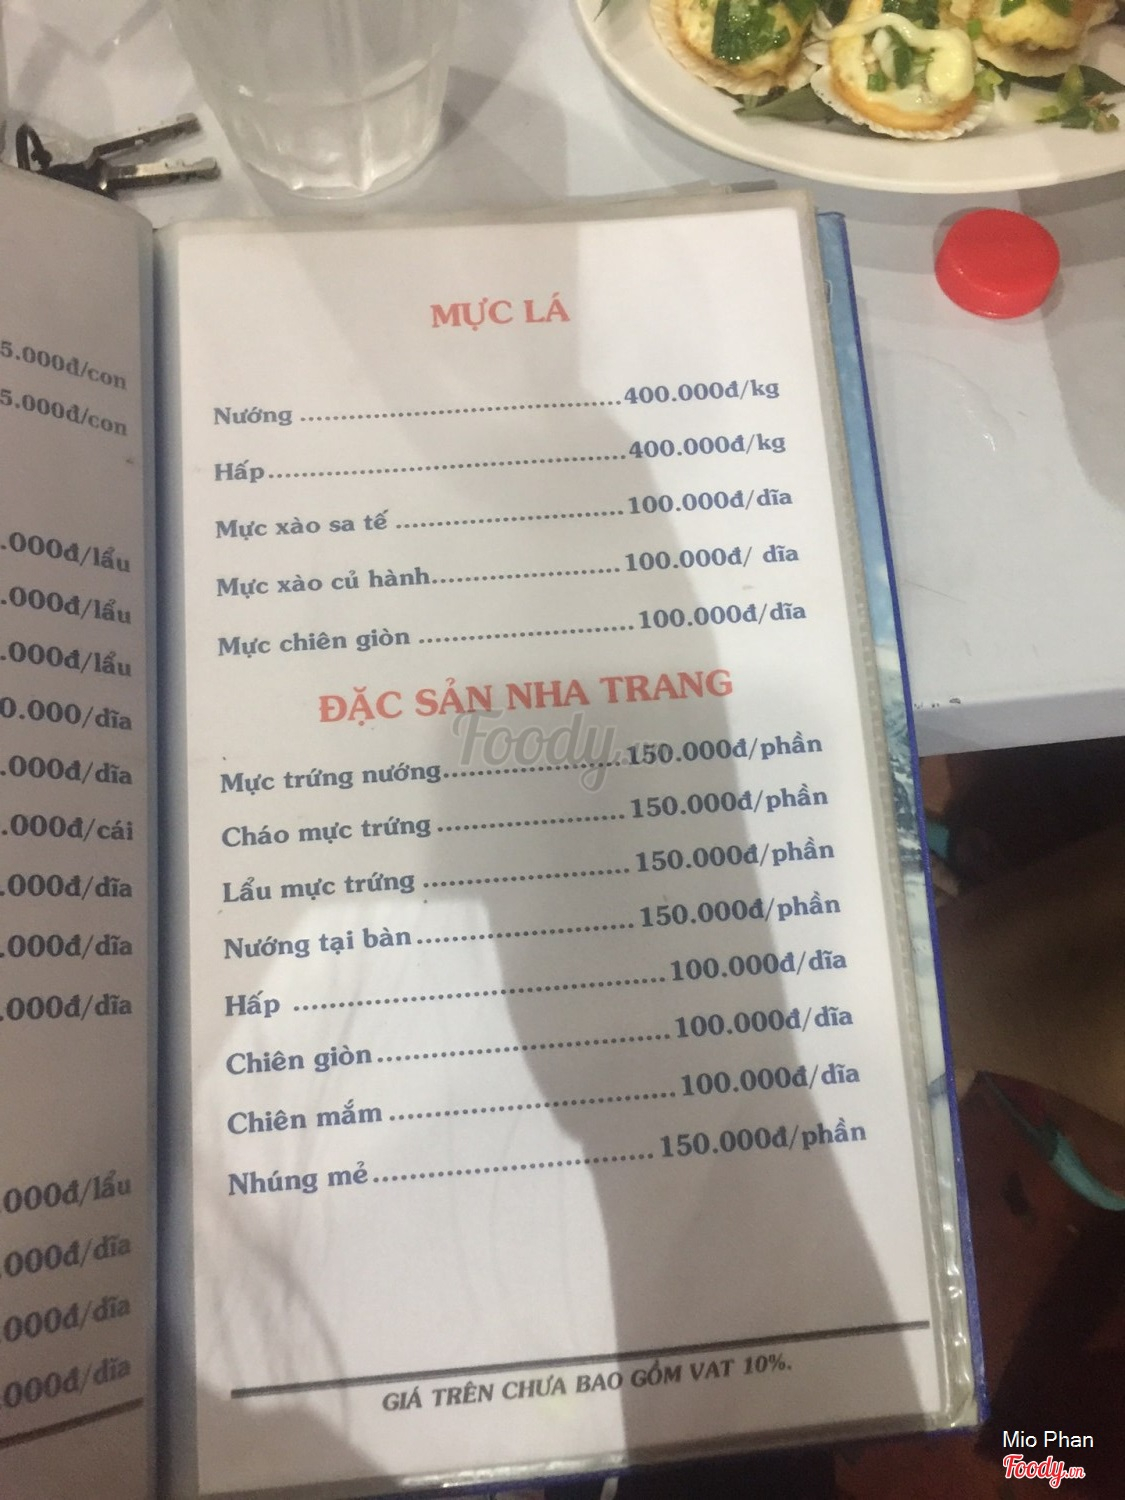 5.000đ/con
5.000đ/con
.000đ/lẩu
.000đ/lẩu
.000đ/lẩu
0.000/dĩa
.000đ/dĩa
.000đ/cái
.000đ/dĩa
.000đ/dĩa
.000đ/dĩa
.000đ/lẩu
.000đ/dĩa
.000đ/dĩa
.000đ/dĩa
MỰC LÁ
Nướng ........................................400.000đ/kg
Hấp.............................................400.000đ/kg
Mực xào sa tế .............................100.000đ/dĩa
Mực xào củ hành........................100.000đ/ dĩa
Mực chiên giòn ...........................100.000đ/dĩa
ĐẶC SẢN NHA TRANG
Mực trứng nướng.......................150.000đ/phần
Cháo mực trứng ........................150.000đ/phần
Lẩu mực trứng ..........................150.000đ/phần
Nướng tại bàn............................150.000đ/phần
Hấp ...............................................100.000đ/dĩa
Chiên giòn.....................................100.000đ/dĩa
Chiên mắm ....................................100.000đ/dĩa
Nhúng mẻ...................................150.000đ/phần
GIÁ TRÊN CHƯA BAO GỒM VAT 10%.
Foody.vn
Mio Phan
Foody.vn